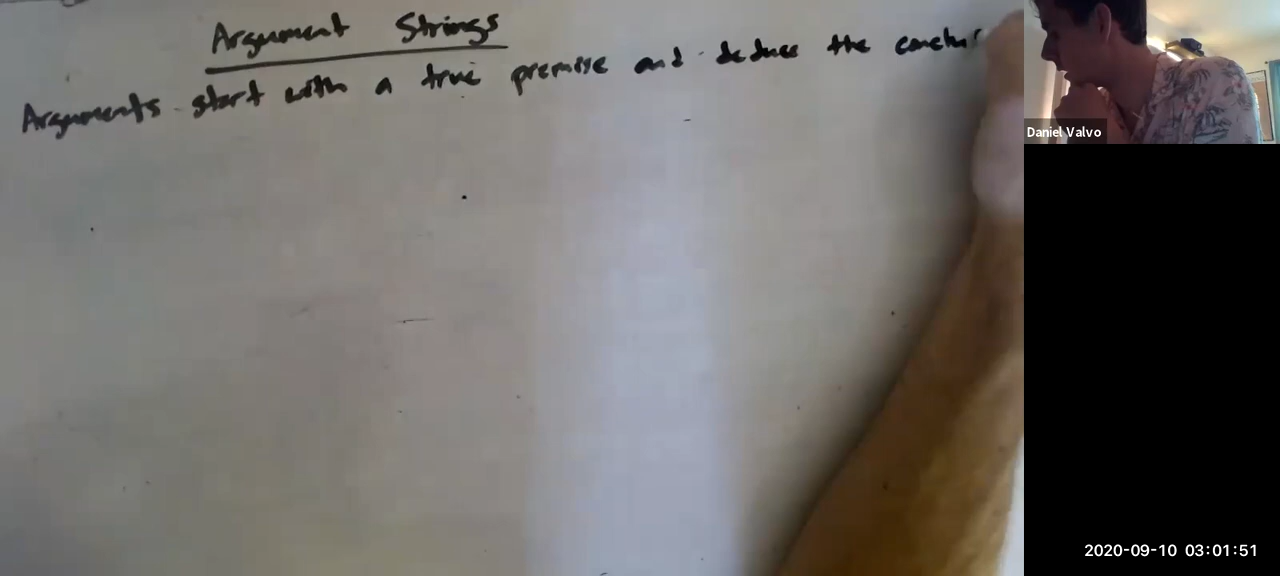 Argument Strings
Arguments start with a true premise and deduce the
Daniel Valvo
2020-09-10 03:01:51